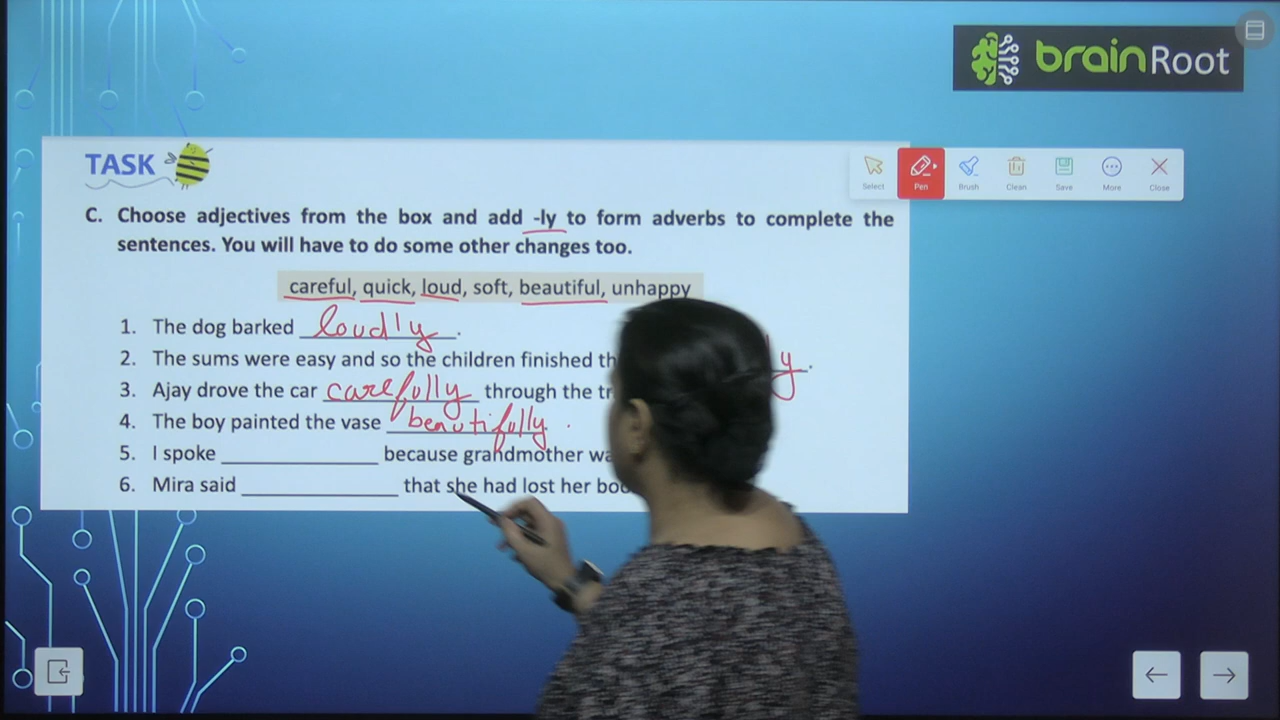 brainRoot
TASK
Select Pen Brush Clean Save More Close
C. Choose adjectives from the box and add -ly to form adverbs to complete the
sentences. You will have to do some other changes too.
careful, quick, loud, soft, beautiful, unhappy
1. The dog barked loudly.
2. The sums were easy and so the children finished
3. Ajay drove the car carefully through the
4. The boy painted the vase beautifully.
5. I spoke ____________ because grandmother
6. Mira said ____________ that she had lost her